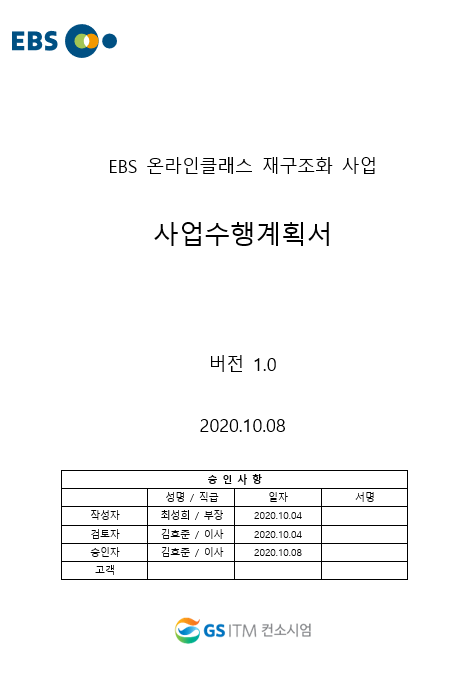 EBS
EBS 온라인클래스 재구조화 사업
사업수행계획서
버전 1.0
2020.10.08
승 인 사 항
성명 / 직급 일자 서명
작성자 최성희 / 부장 2020.10.04
검토자 김효준 / 이사 2020.10.04
승인자 김효준 / 이사 2020.10.08
고객
GS ITM 컨소시엄